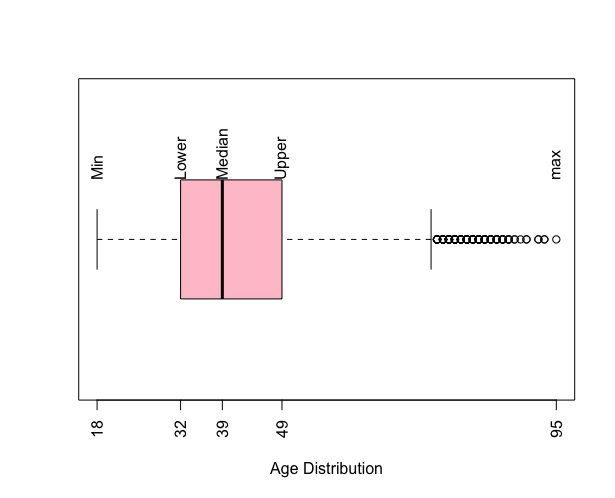 Min
Lower
Median
Upper
max
18
32
39
49
95
Age Distribution